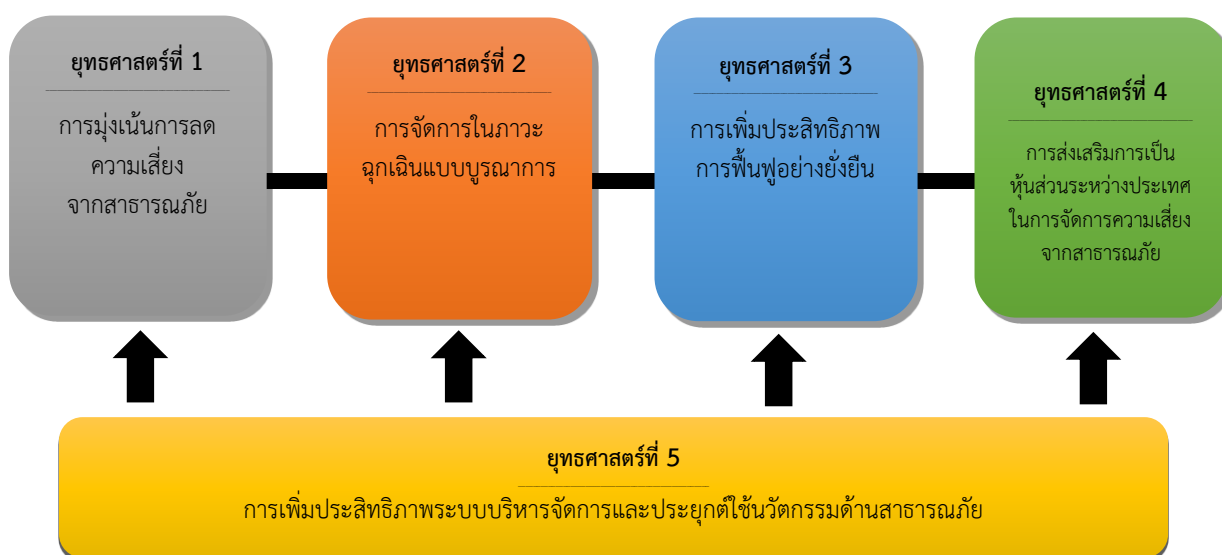 ยุทธศาสตร์ที่ 1
การมุ่งเน้นการลด
ความเสี่ยง
จากสาธารณภัย
ยุทธศาสตร์ที่ 2
การจัดการในภาวะ
ฉุกเฉินแบบบูรณาการ
ยุทธศาสตร์ที่ 3
การเพิ่มประสิทธิภาพ
การฟื้นฟูอย่างยั่งยืน
ยุทธศาสตร์ที่ 4
การส่งเสริมการเป็น
หุ้นส่วนระหว่างประเทศ
ในการจัดการความเสี่ยง
จากสาธารณภัย
ยุทธศาสตร์ที่ 5
การเพิ่มประสิทธิภาพระบบบริหารจัดการและประยุกต์ใช้นวัตกรรมด้านสาธารณภัย